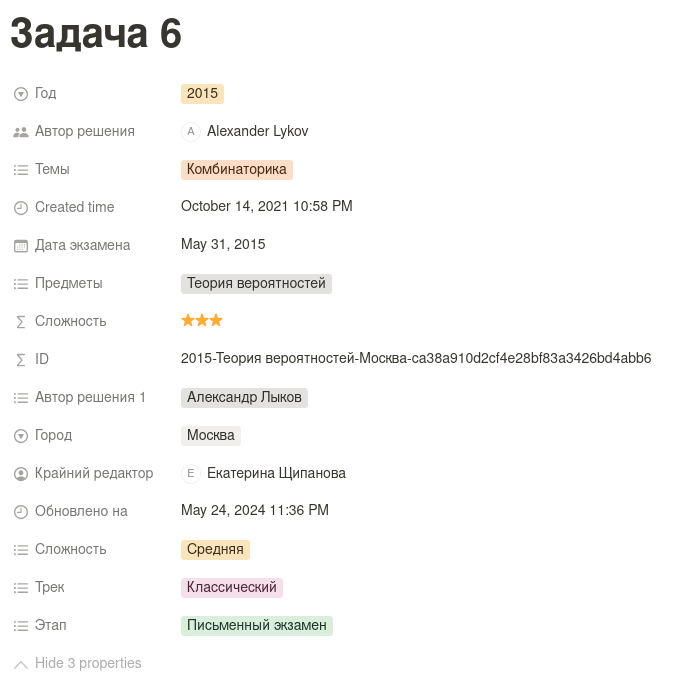 Задача 6
Год 2015
Автор решения A Alexander Lykov
Темы Комбинаторика
Created time October 14, 2021 10:58 PM
Дата экзамена May 31, 2015
Предметы Теория вероятностей
Сложность ⭐⭐⭐
ID 2015-Теория вероятностей-Москва-ca38a910d2cf4e28bf83a3426bd4abb6
Автор решения 1 Александр Лыков
Город Москва
Крайний редактор E Екатерина Щипанова
Обновлено на May 24, 2024 11:36 PM
Сложность Средняя
Трек Классический
Этап Письменный экзамен
Hide 3 properties